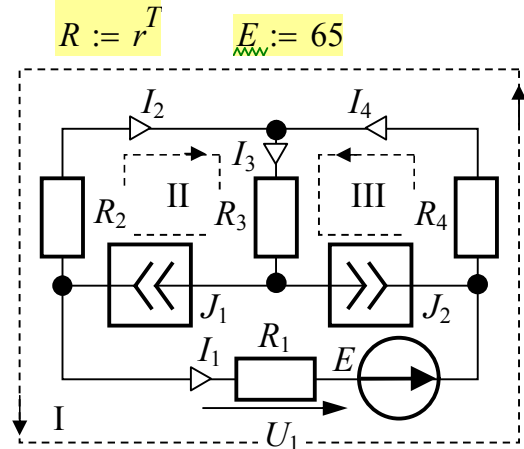 R := r^T E := 65
I₂ I₄
I₃
II III
R₂ R₃ R₄
J₁ J₂
I₁ R₁ E
I
U₁